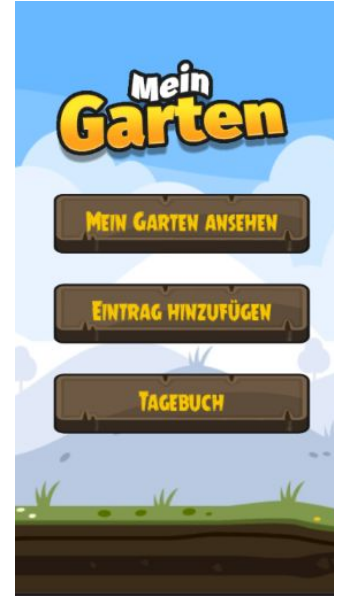 Mein
Garten
MEIN GARTEN ANSEHEN
EINTRAG HINZUFÜGEN
TAGEBUCH